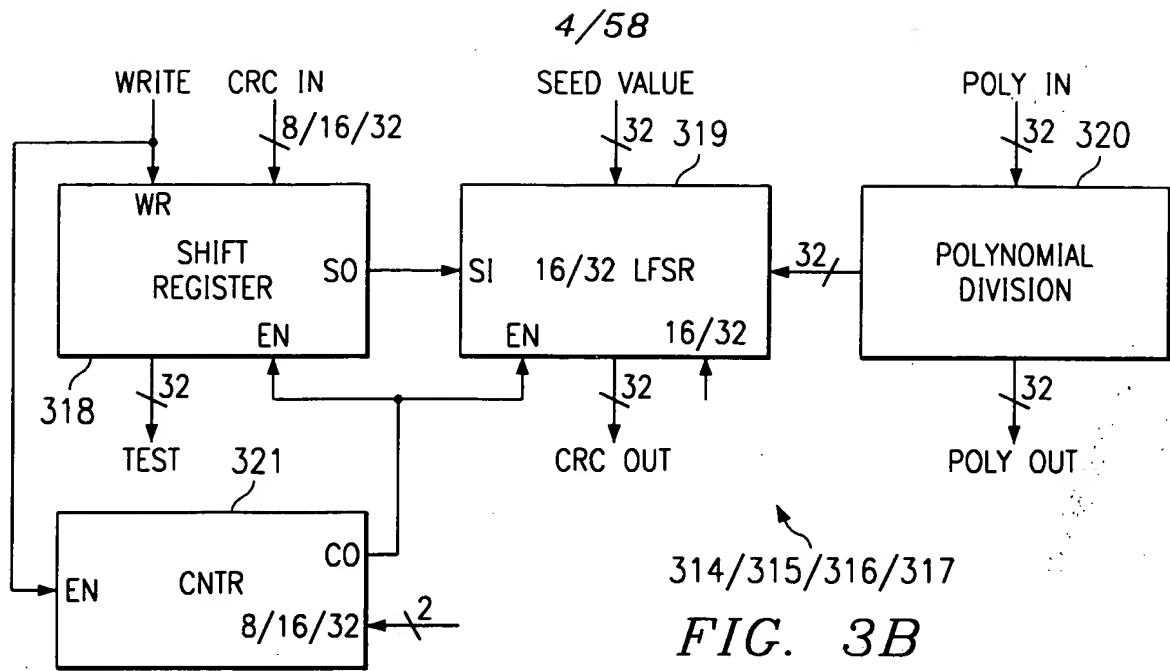 4/58
WRITE CRC IN SEED VALUE POLY IN
8/16/32 32 319 32 320
WR
SHIFT
REGISTER
SO
SI
16/32 LFSR
32
POLYNOMIAL
DIVISION
EN
EN
16/32
318
32
32
32
TEST
CRC OUT
POLY OUT
321
CO
CNTR
EN
8/16/32
2
314/315/316/317
FIG. 3B